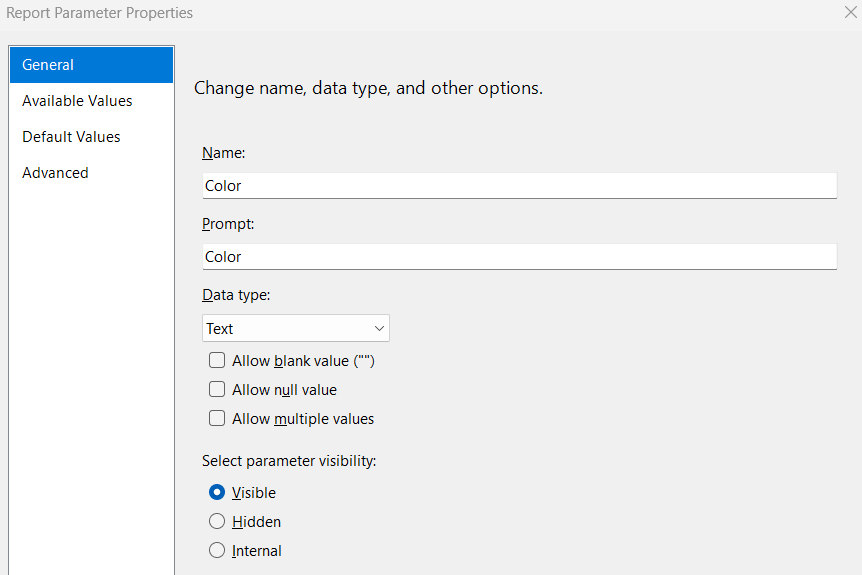 Report Parameter Properties
General
Available Values
Default Values
Advanced
Change name, data type, and other options.
Name:
Color
Prompt:
Color
Data type:
Text
Allow blank value ("")
Allow null value
Allow multiple values
Select parameter visibility:
Visible
Hidden
Internal